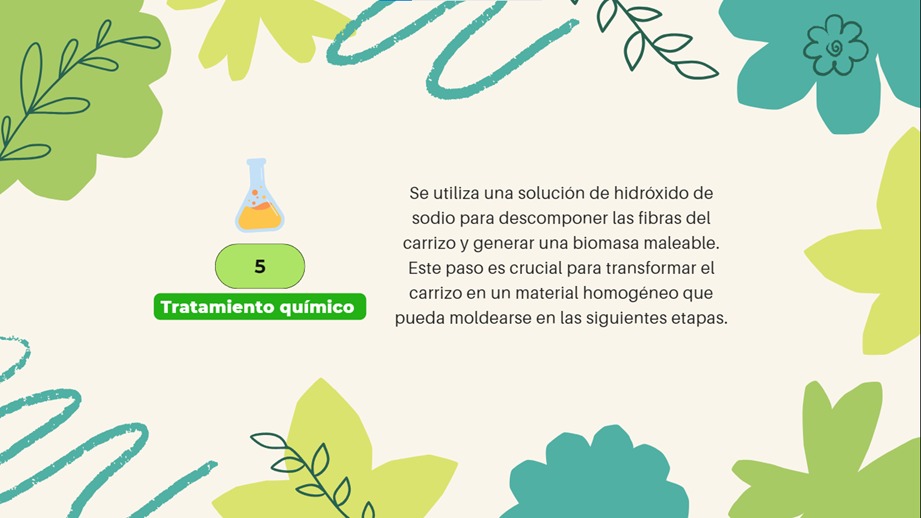 5
Tratamiento químico
Se utiliza una solución de hidróxido de
sodio para descomponer las fibras del
carrizo y generar una biomasa maleable.
Este paso es crucial para transformar el
carrizo en un material homogéneo que
pueda moldearse en las siguientes etapas.